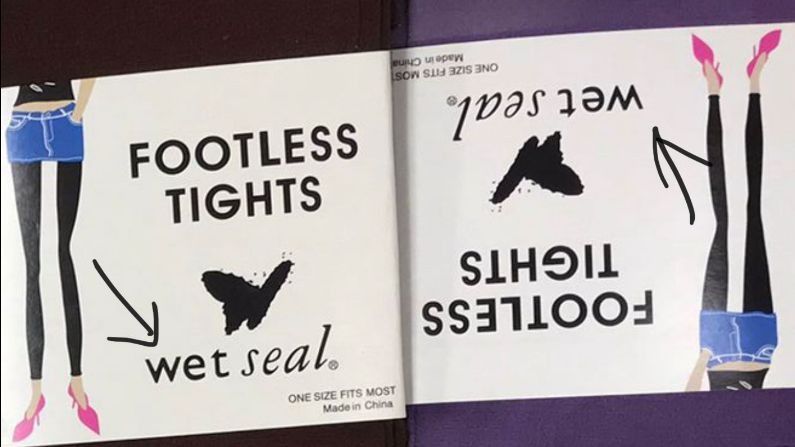 FOOTLESS
TIGHTS
wet seal®
ONE SIZE FITS MOST
Made in China
FOOTLESS
TIGHTS
wet seal®
ONE SIZE FITS MOST
Made in China